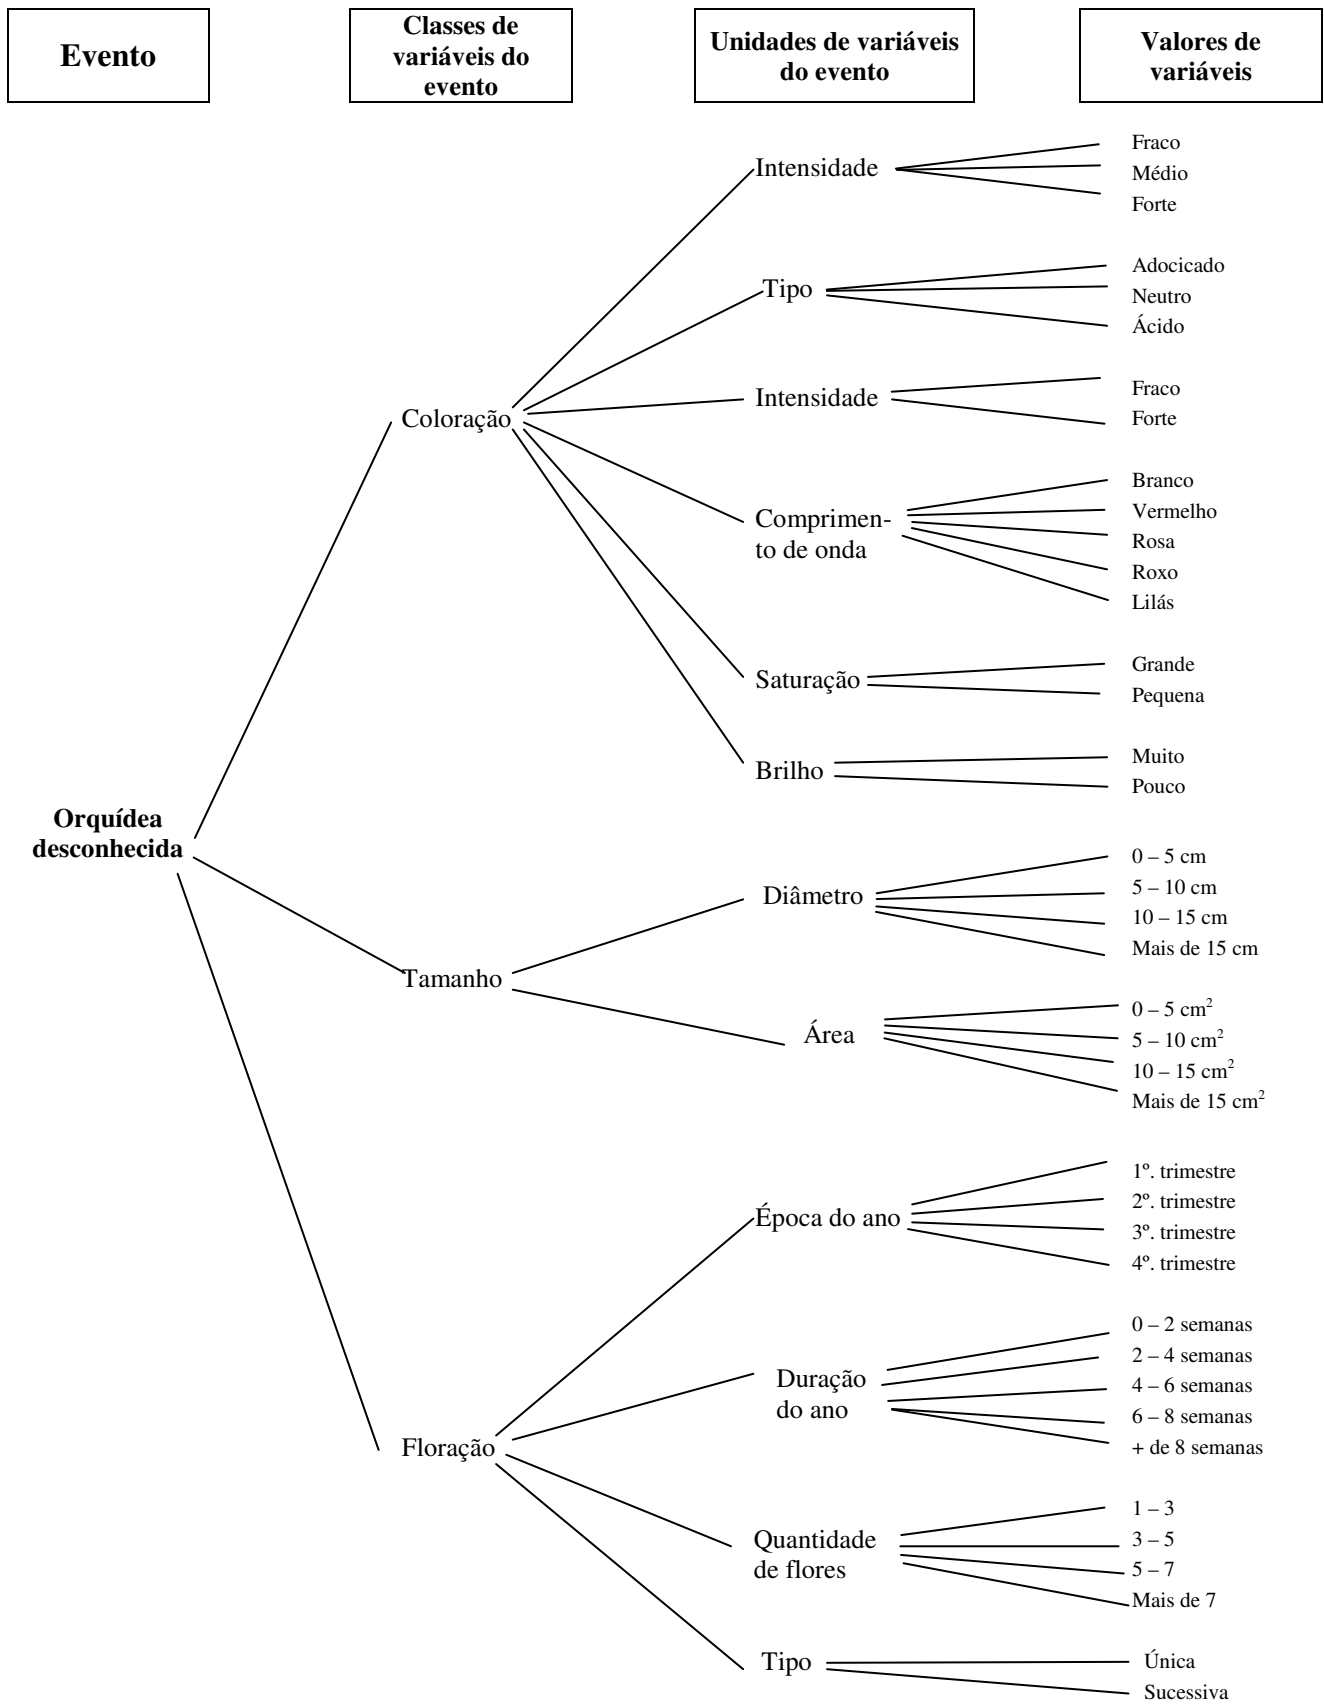 Evento
Classes de
variáveis do
evento
Unidades de variáveis
do evento
Valores de
variáveis
Orquídea
desconhecida
Coloração
Intensidade
Fraco
Médio
Forte
Tipo
Adocicado
Neutro
Ácido
Intensidade
Fraco
Forte
Comprimen-
to de onda
Branco
Vermelho
Rosa
Roxo
Lilás
Saturação
Grande
Pequena
Brilho
Muito
Pouco
Tamanho
Diâmetro
0 – 5 cm
5 – 10 cm
10 – 15 cm
Mais de 15 cm
Área
0 – 5 cm²
5 – 10 cm²
10 – 15 cm²
Mais de 15 cm²
Floração
Época do ano
1º. trimestre
2º. trimestre
3º. trimestre
4º. trimestre
Duração
do ano
0 – 2 semanas
2 – 4 semanas
4 – 6 semanas
6 – 8 semanas
+ de 8 semanas
Quantidade
de flores
1 – 3
3 – 5
5 – 7
Mais de 7
Tipo
Única
Sucessiva